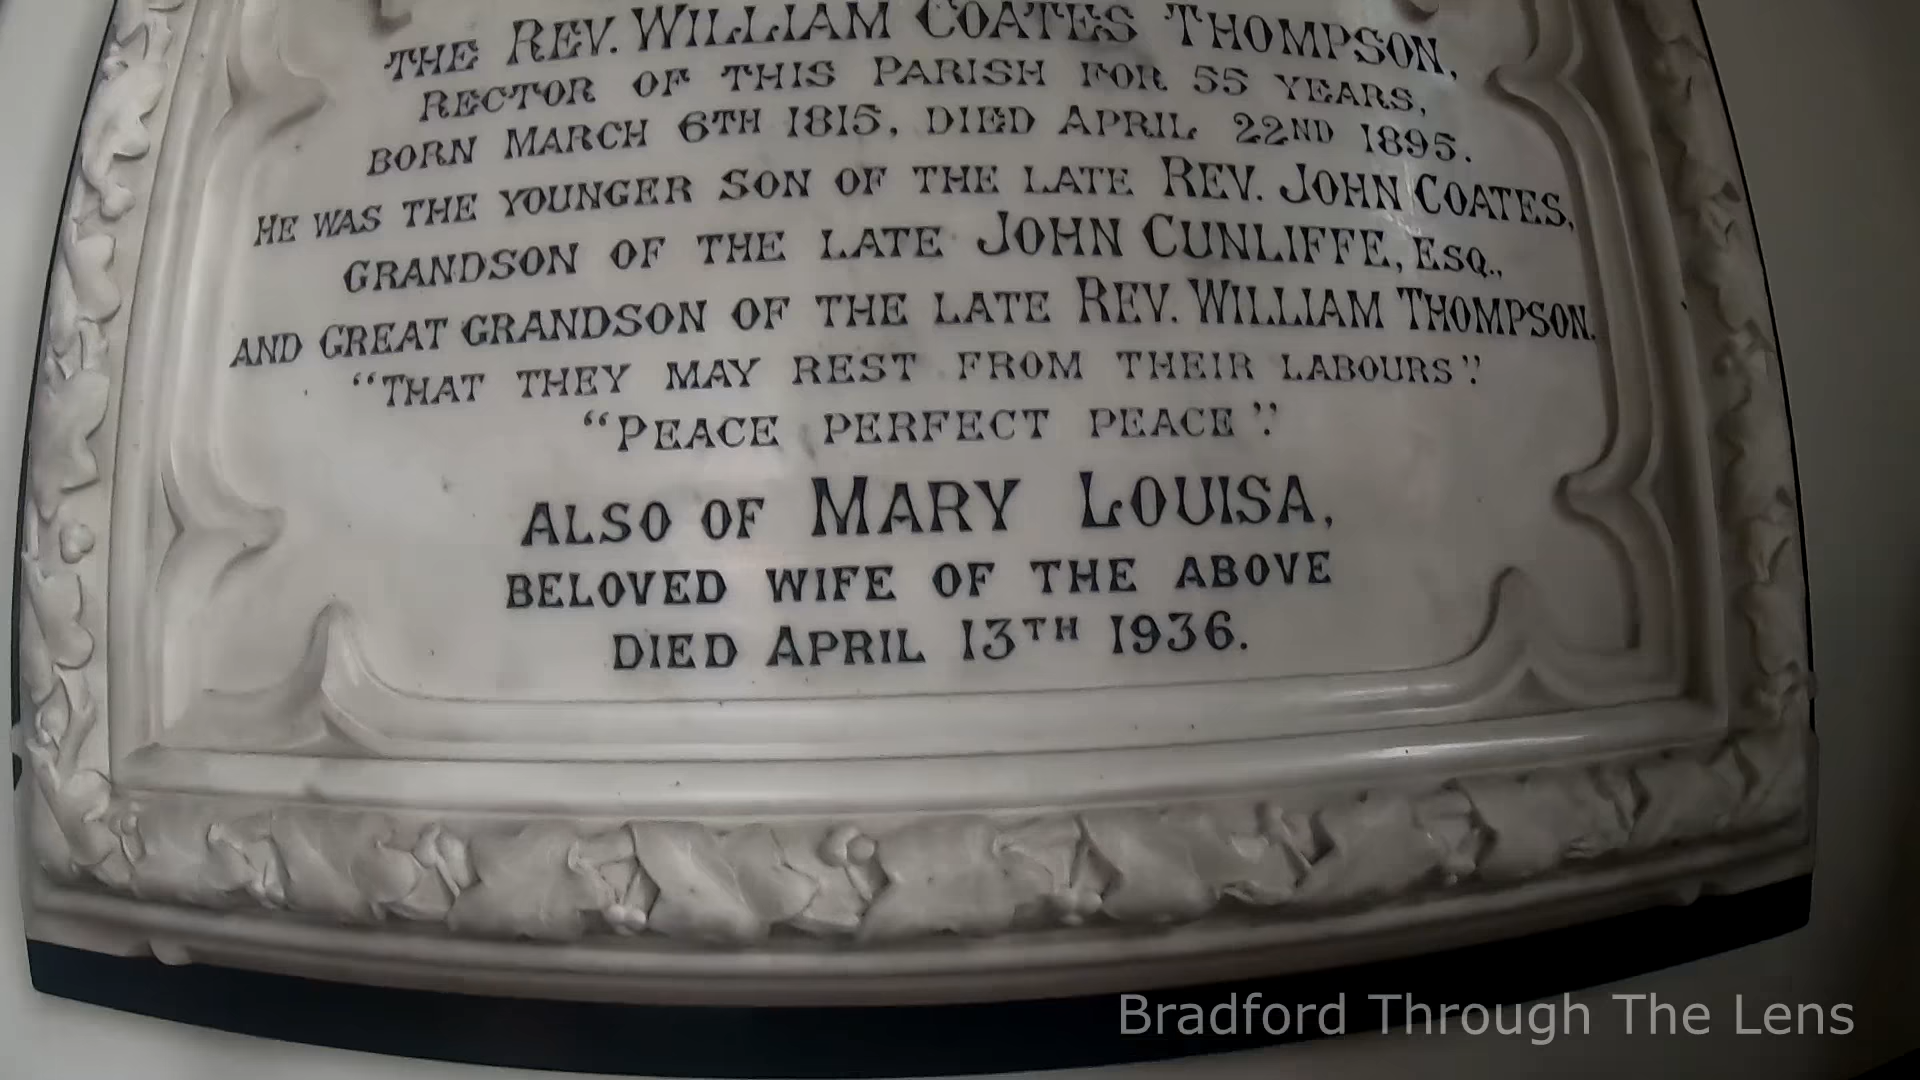 THE REV. WILLIAM COATES THOMPSON,
RECTOR OF THIS PARISH FOR 55 YEARS,
BORN MARCH 6TH 1815, DIED APRIL 22ND 1895.
HE WAS THE YOUNGER SON OF THE LATE REV. JOHN COATES,
GRANDSON OF THE LATE JOHN CUNLIFFE, ESQ.,
AND GREAT GRANDSON OF THE LATE REV. WILLIAM THOMPSON.
"THAT THEY MAY REST FROM THEIR LABOURS".
"PEACE PERFECT PEACE".
ALSO OF MARY LOUISA,
BELOVED WIFE OF THE ABOVE
DIED APRIL 13TH 1936.
Bradford Through The Lens